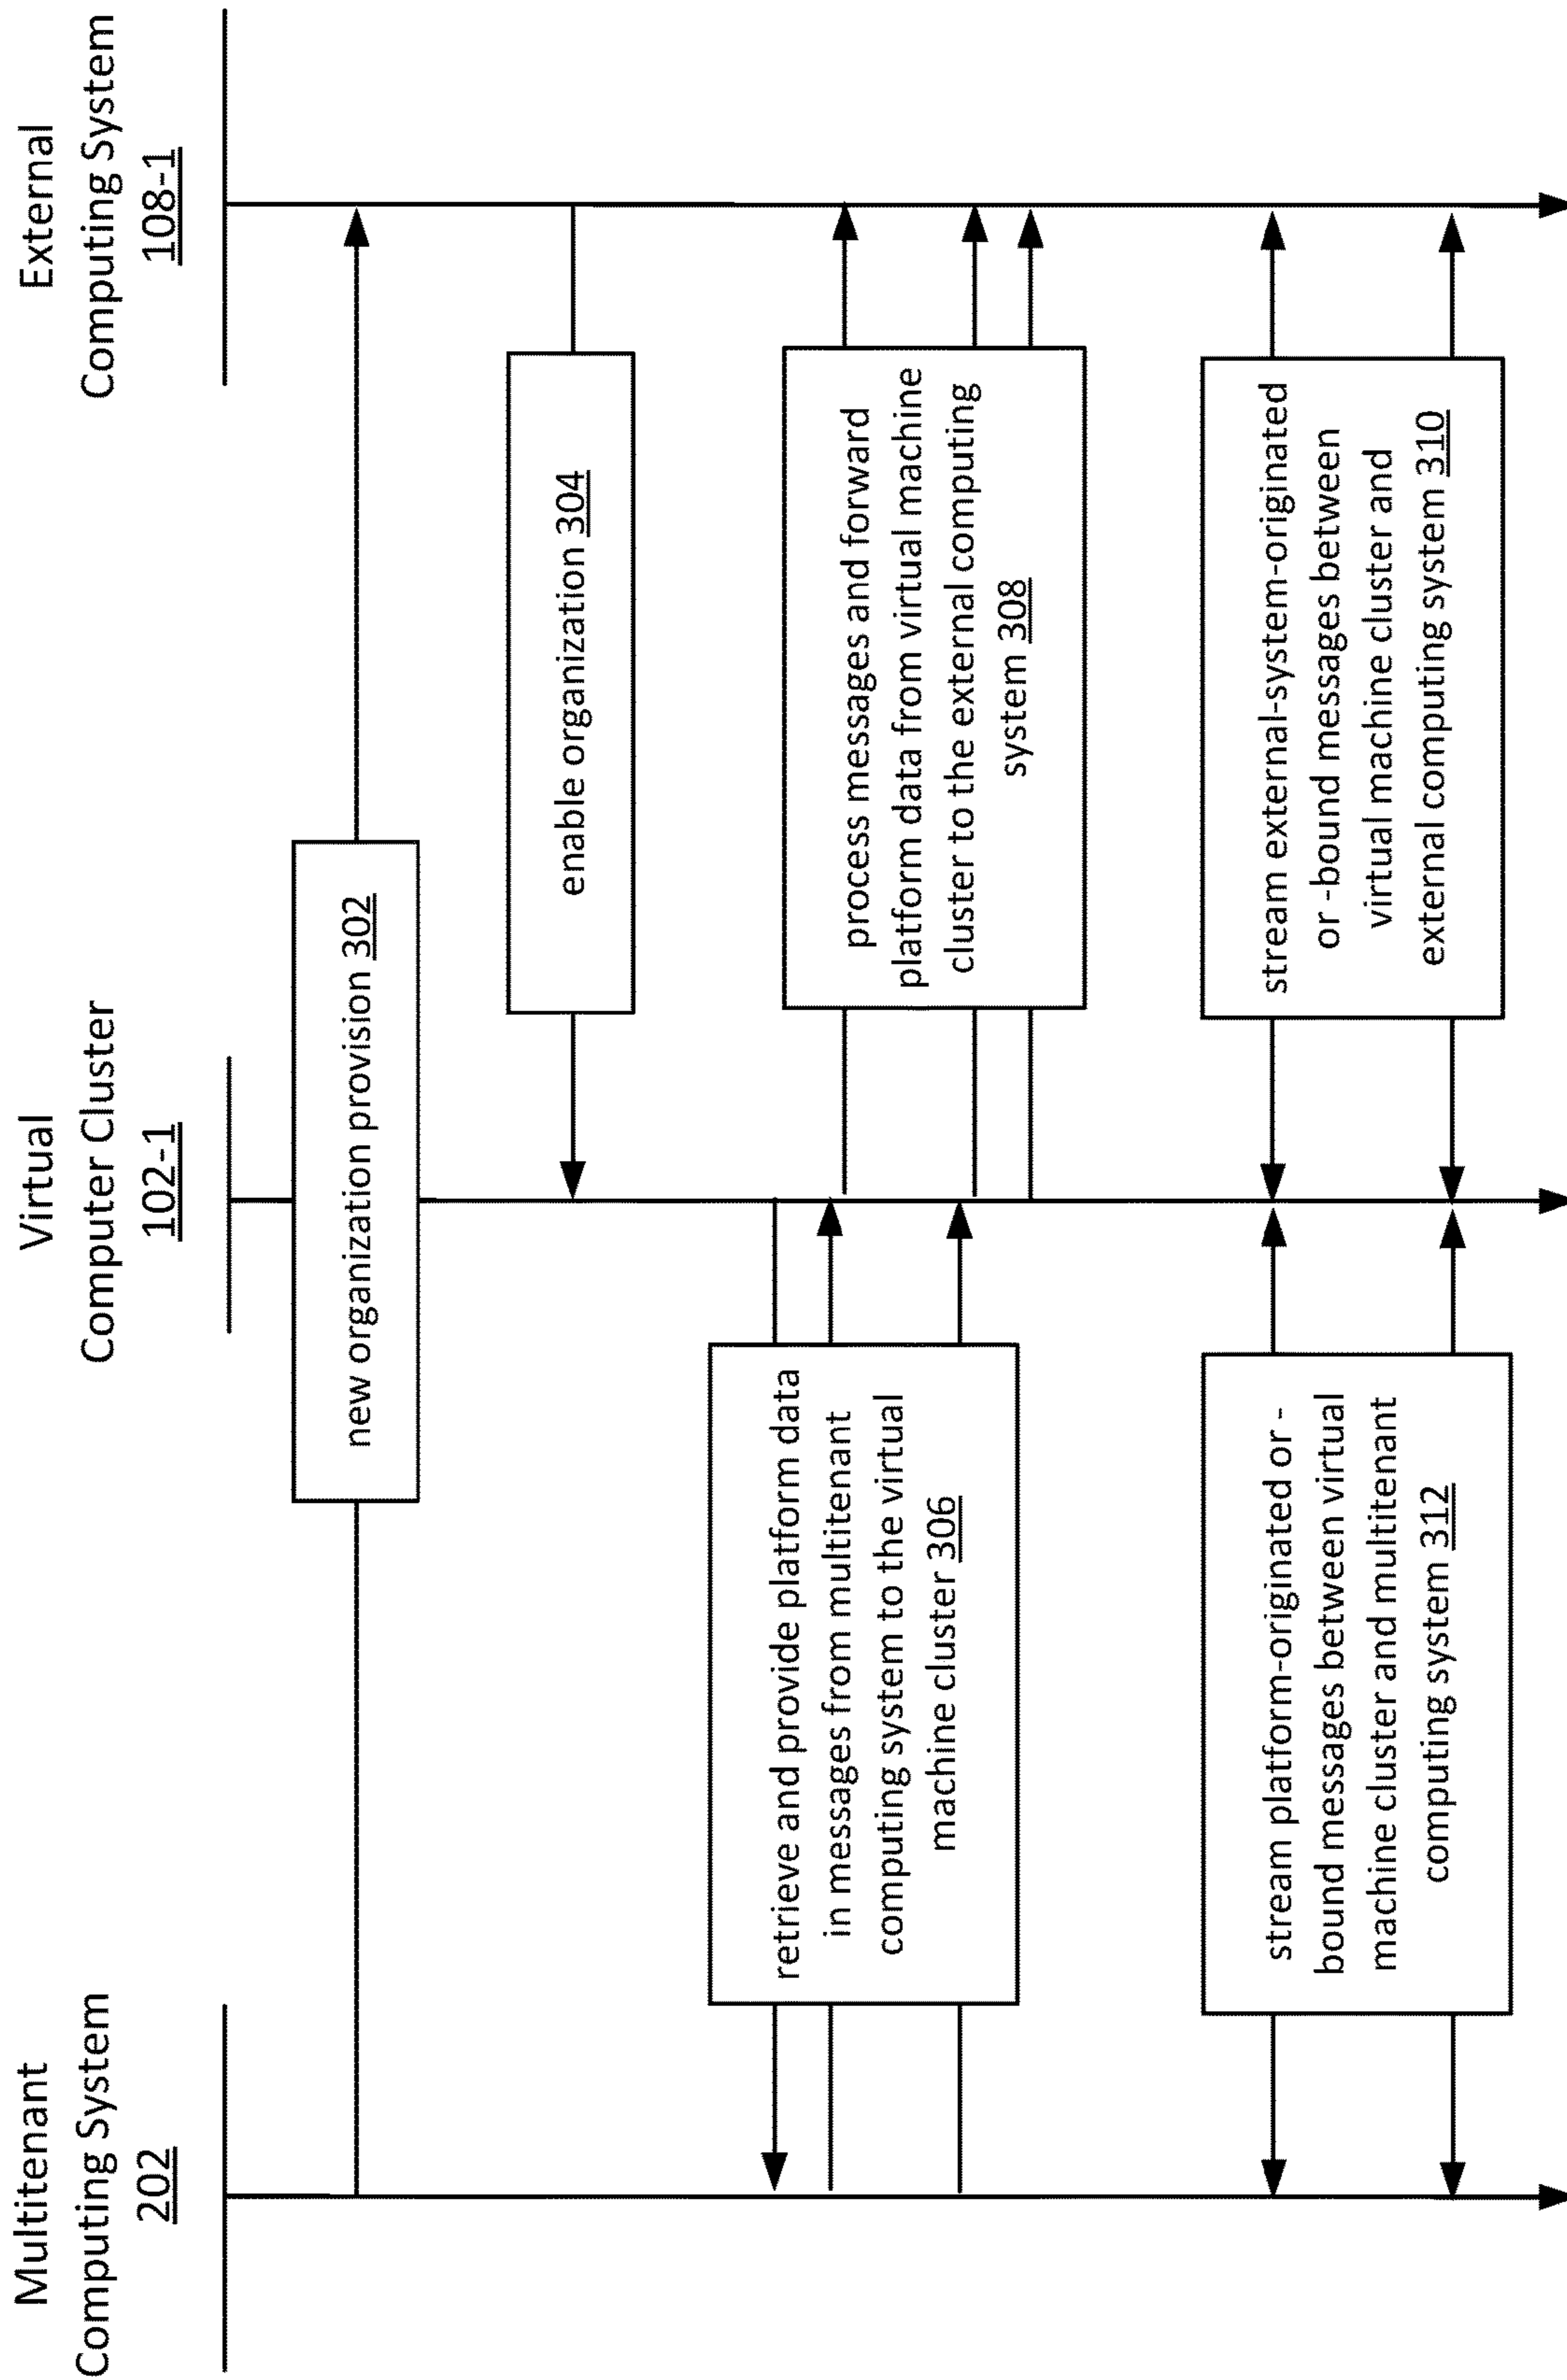 Multitenant
Computing System
202
Virtual
Computer Cluster
102-1
External
Computing System
108-1
new organization provision 302
enable organization 304
retrieve and provide platform data
in messages from multitenant
computing system to the virtual
machine cluster 306
process messages and forward
platform data from virtual machine
cluster to the external computing
system 308
stream platform-originated or -
bound messages between virtual
machine cluster and multitenant
computing system 312
stream external-system-originated
or -bound messages between
virtual machine cluster and
external computing system 310